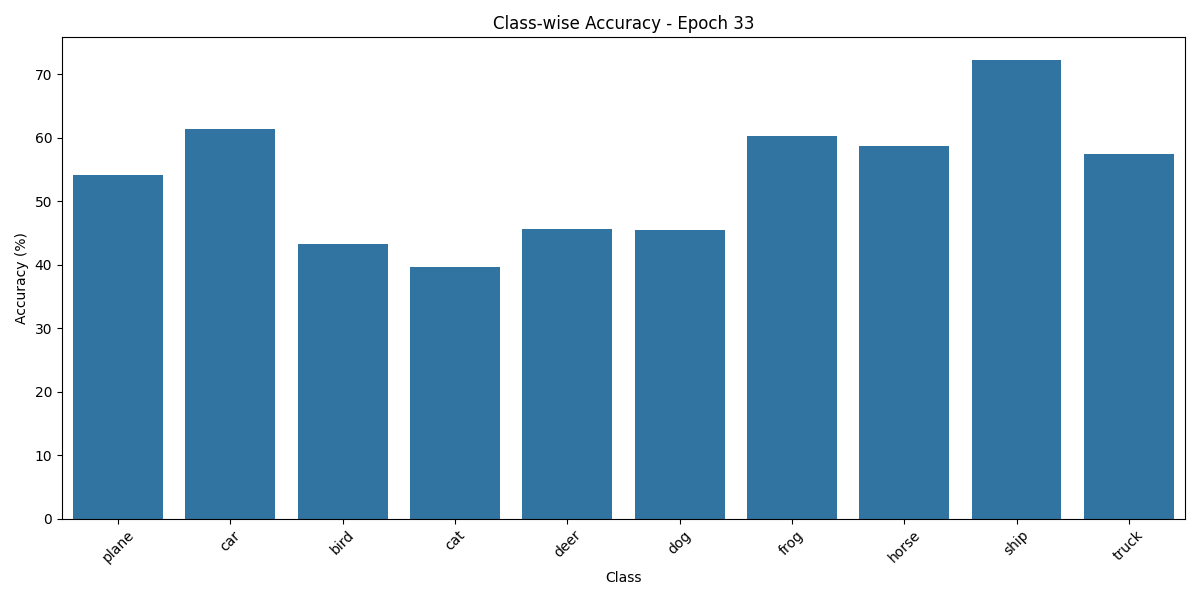 Class-wise Accuracy - Epoch 33
Accuracy (%)
70
60
50
40
30
20
10
0
plane
car
bird
cat
deer
dog
frog
horse
ship
truck
Class